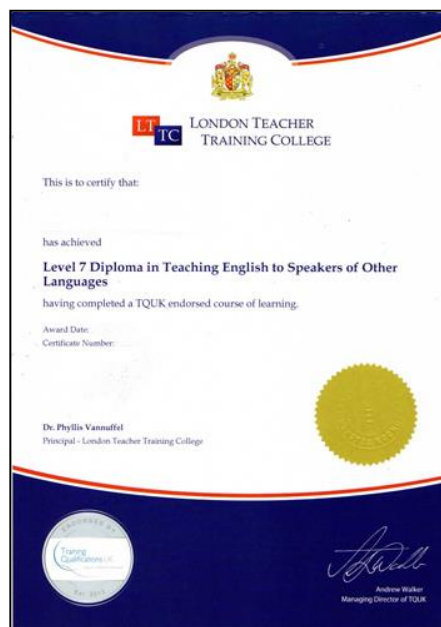 LT
TC
LONDON TEACHER
TRAINING COLLEGE
This is to certify that:
has achieved
Level 7 Diploma in Teaching English to Speakers of Other
Languages
having completed a TQUK endorsed course of learning.
Award Date:
Certificate Number:
Dr. Phyllis Vannuffel
Principal - London Teacher Training College
ENDORSED BY
Training
Qualifications UK
Andrew Walker
Managing Director of TQUK